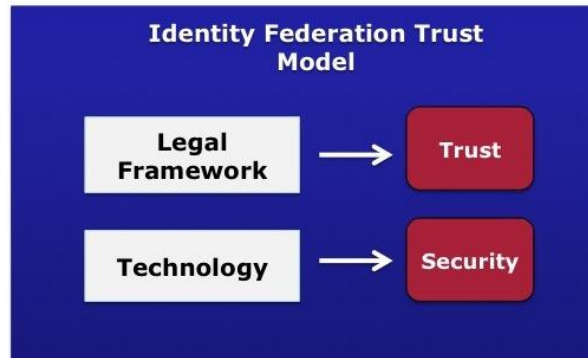 Identity Federation Trust
Model
Legal
Framework
Trust
Technology
Security